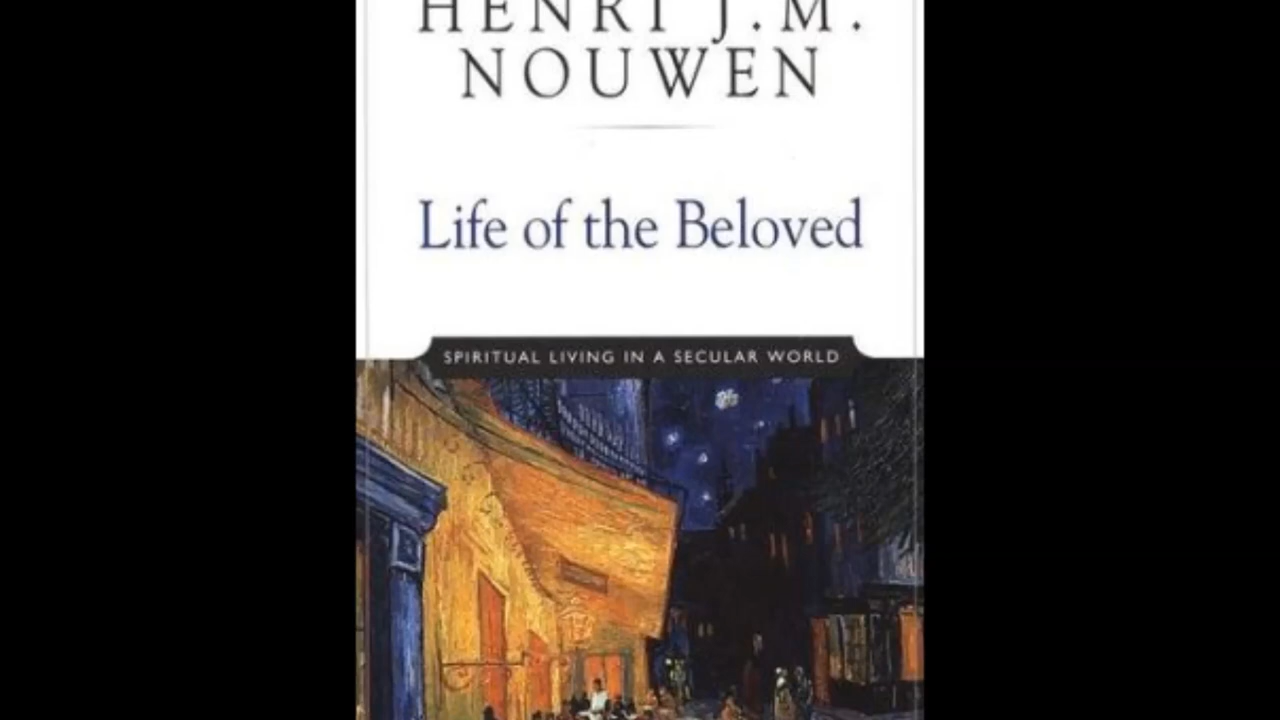 HENRI J.M.
NOUWEN
Life of the Beloved
SPIRITUAL LIVING IN A SECULAR WORLD